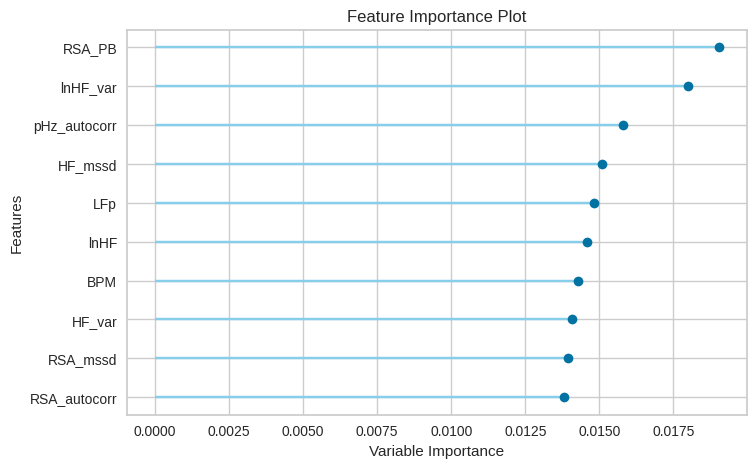 Feature Importance Plot
RSA_PB
lnHF_var
pHz_autocorr
HF_mssd
LFp
lnHF
BPM
HF_var
RSA_mssd
RSA_autocorr
Features
0.0000 0.0025 0.0050 0.0075 0.0100 0.0125 0.0150 0.0175
Variable Importance